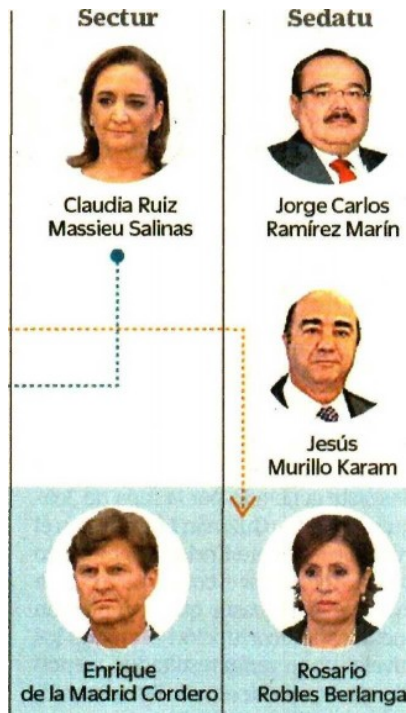 Sectur
Sedatu
Claudia Ruiz
Massieu Salinas
Jorge Carlos
Ramírez Marín
Jesús
Murillo Karam
Enrique
de la Madrid Cordero
Rosario
Robles Berlanga